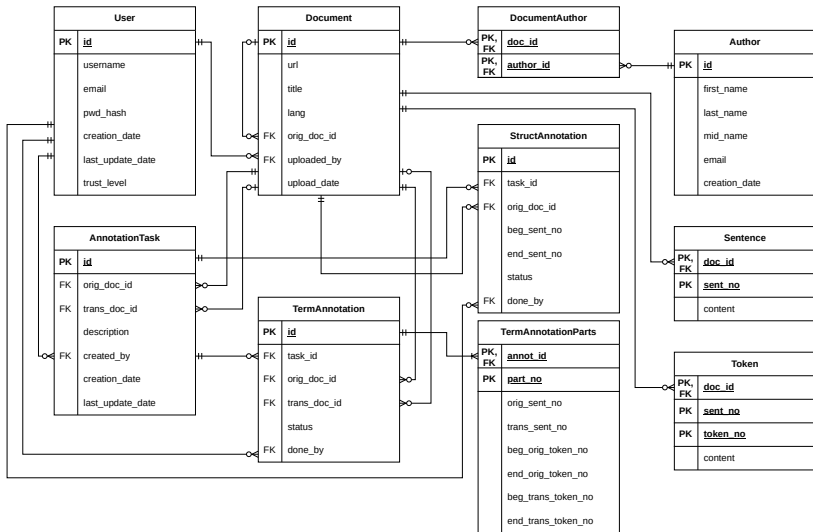 User
PK id
username
email
pwd_hash
creation_date
last_update_date
trust_level
Document
PK id
url
title
lang
FK orig_doc_id
FK uploaded_by
upload_date
DocumentAuthor
PK, FK doc_id
PK, FK author_id
Author
PK id
first_name
last_name
mid_name
email
creation_date
StructAnnotation
PK id
FK task_id
FK orig_doc_id
beg_sent_no
end_sent_no
status
FK done_by
AnnotationTask
PK id
FK orig_doc_id
FK trans_doc_id
description
FK created_by
creation_date
last_update_date
TermAnnotation
PK id
FK task_id
FK orig_doc_id
FK trans_doc_id
status
FK done_by
TermAnnotationParts
PK, FK annot_id
PK part_no
orig_sent_no
trans_sent_no
beg_orig_token_no
end_orig_token_no
beg_trans_token_no
end_trans_token_no
Sentence
PK, FK doc_id
PK sent_no
content
Token
PK, FK doc_id
PK sent_no
PK token_no
content